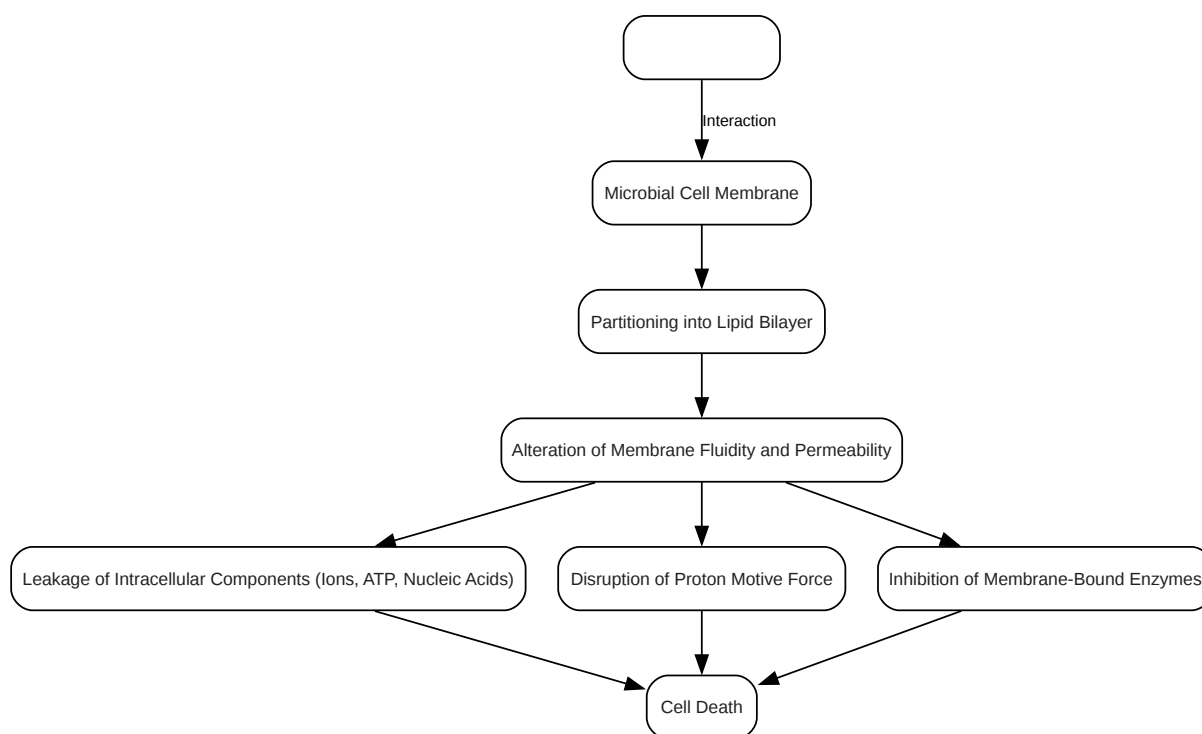 Interaction
Microbial Cell Membrane
Partitioning into Lipid Bilayer
Alteration of Membrane Fluidity and Permeability
Leakage of Intracellular Components (Ions, ATP, Nucleic Acids)
Disruption of Proton Motive Force
Inhibition of Membrane-Bound Enzymes
Cell Death